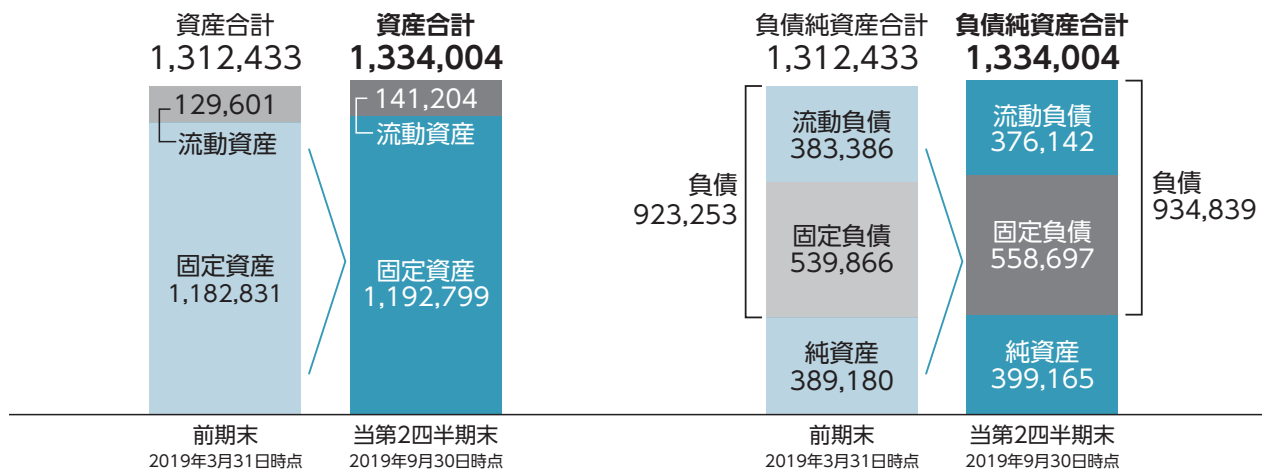 資産合計
1,312,433
129,601
流動資産
固定資産
1,182,831
前期末
2019年3月31日時点
資産合計
1,334,004
141,204
流動資産
固定資産
1,192,799
当第2四半期末
2019年9月30日時点
負債純資産合計
1,312,433
負債
923,253
流動負債
383,386
固定負債
539,866
純資産
389,180
前期末
2019年3月31日時点
負債純資産合計
1,334,004
流動負債
376,142
固定負債
558,697
純資産
399,165
負債
934,839
当第2四半期末
2019年9月30日時点